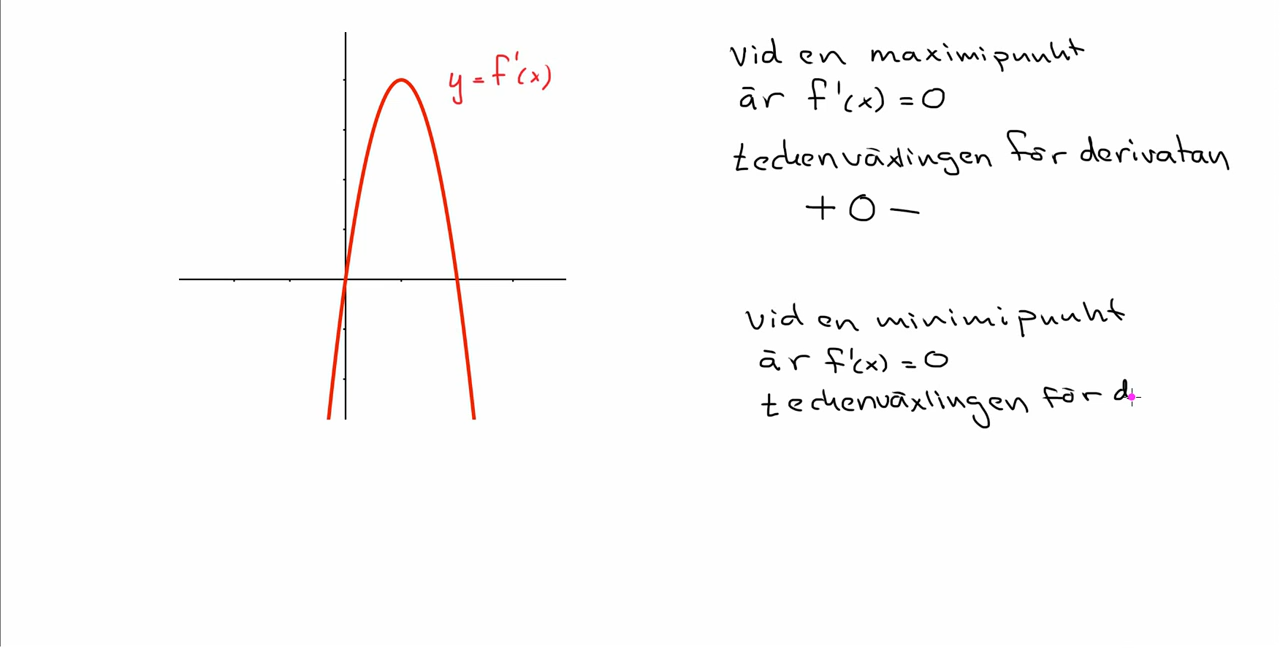 y = f'(x)
vid en maximipunkt
är f'(x) = 0
teckenväxlingen för derivatan
+ 0 −
vid en minimipunkt
är f'(x) = 0
teckenväxlingen för d